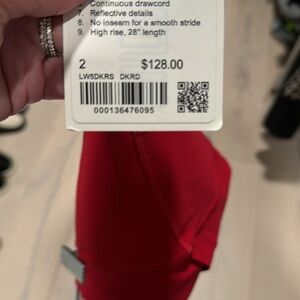 Continuous drawcord
7. Reflective details
8. No inseam for a smooth stride
9. High rise, 28" length
2 $128.00
LW5DKRS DKRD
000136476095